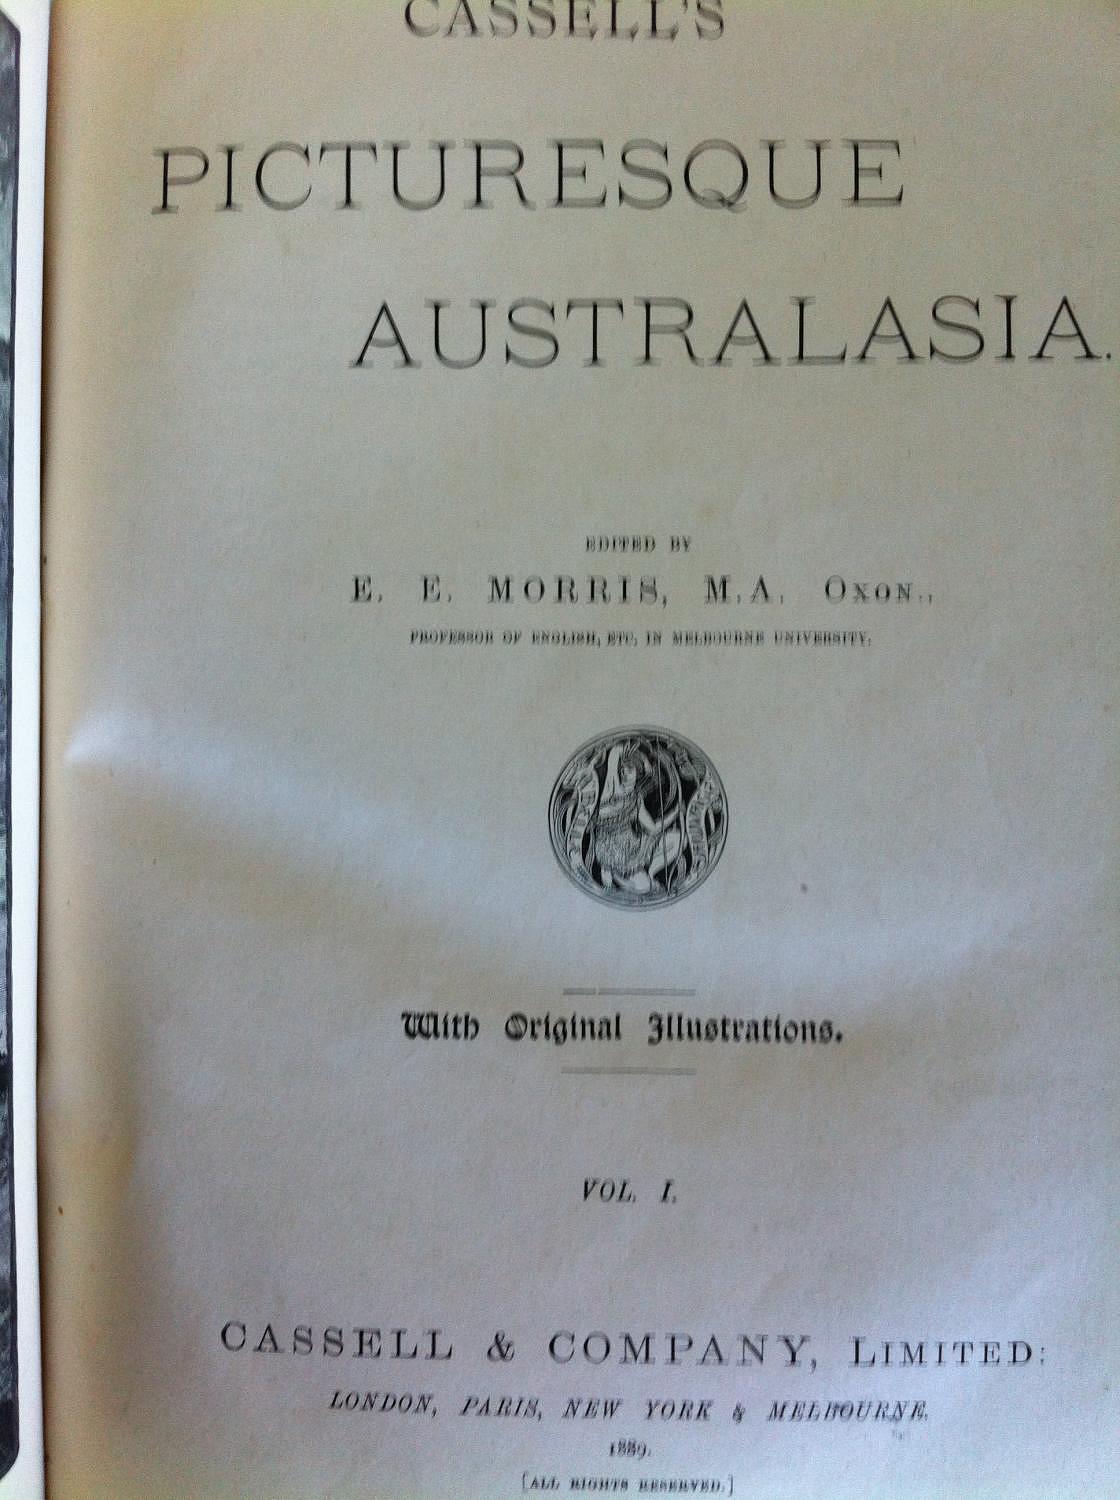 CASSELL'S
PICTURESQUE
AUSTRALASIA.
EDITED BY
E. E. MORRIS, M.A. OXON.,
PROFESSOR OF ENGLISH, ETC, IN MELBOURNE UNIVERSITY.
With Original Illustrations.
VOL. I.
CASSELL & COMPANY, LIMITED:
LONDON, PARIS, NEW YORK & MELBOURNE.
1889.
[ALL RIGHTS RESERVED.]